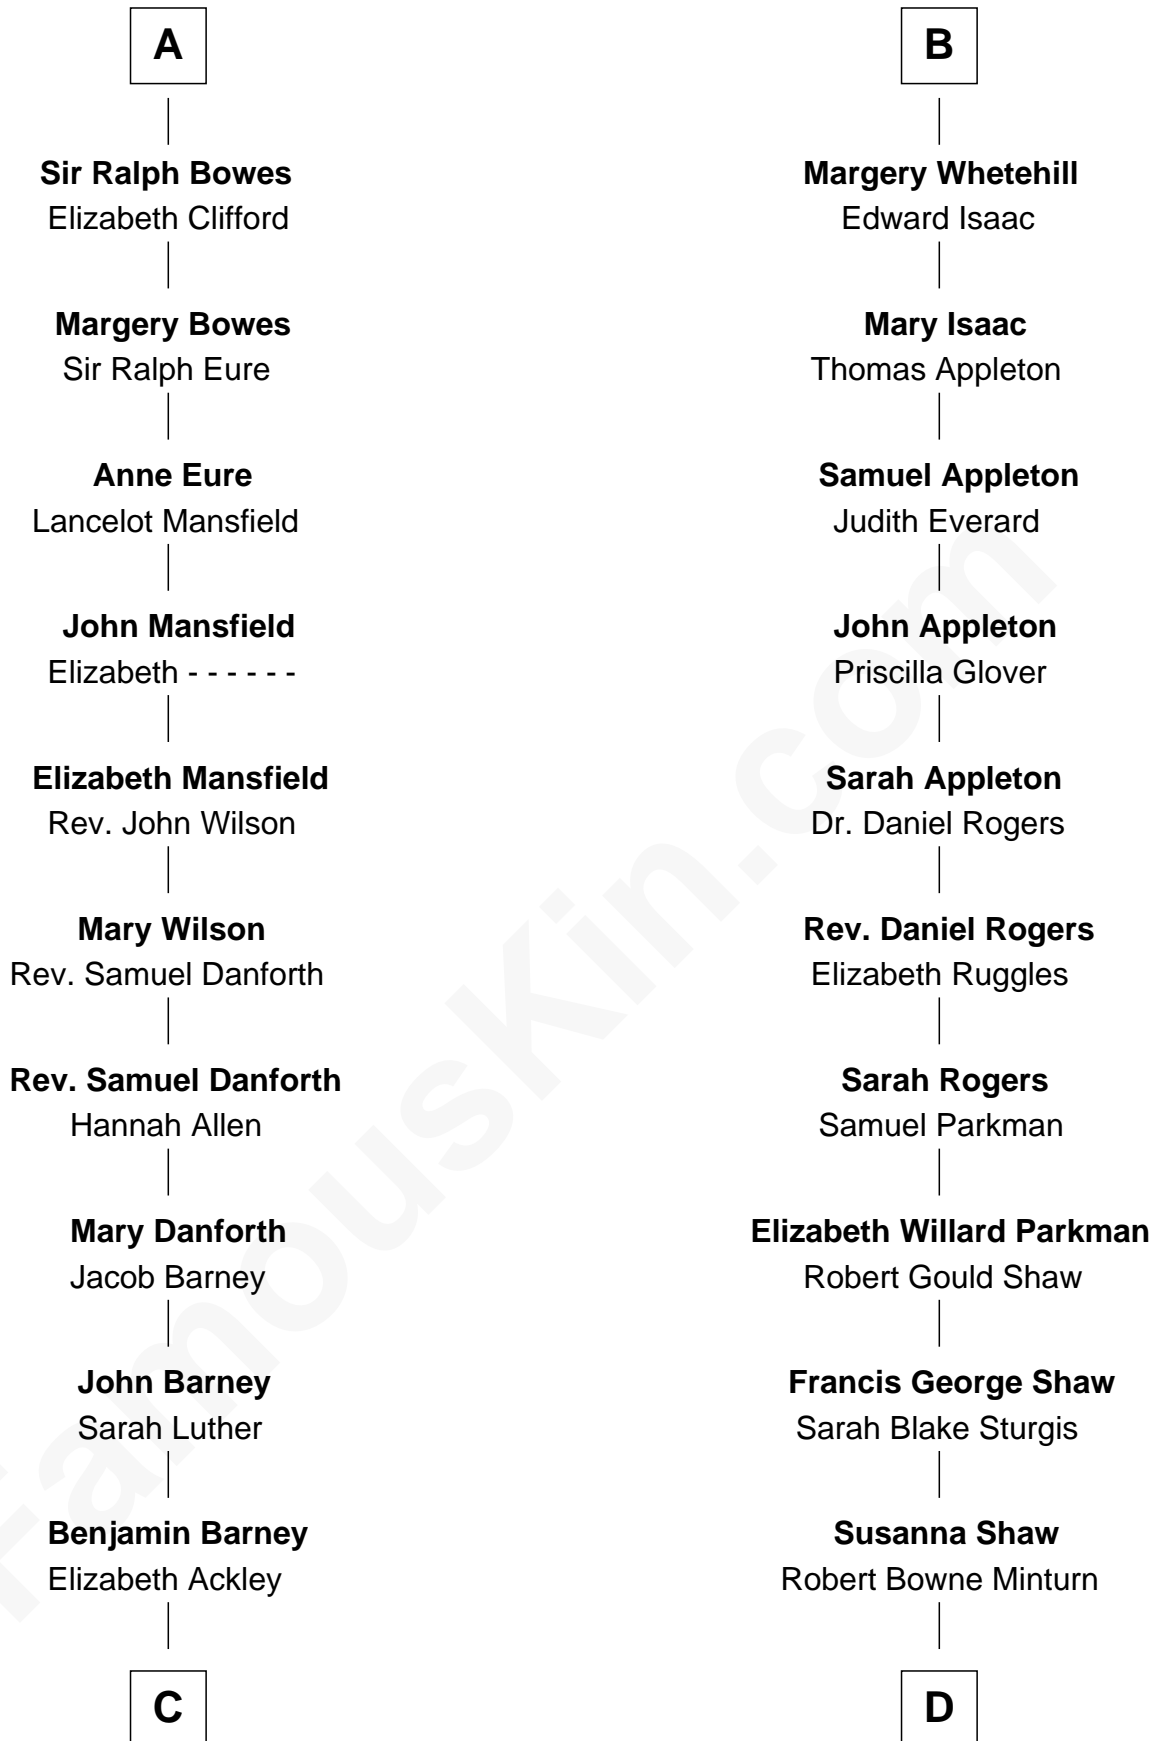 A
Sir Ralph Bowes
Elizabeth Clifford
Margery Bowes
Sir Ralph Eure
Anne Eure
Lancelot Mansfield
John Mansfield
Elizabeth - - - - - -
Elizabeth Mansfield
Rev. John Wilson
Mary Wilson
Rev. Samuel Danforth
Rev. Samuel Danforth
Hannah Allen
Mary Danforth
Jacob Barney
John Barney
Sarah Luther
Benjamin Barney
Elizabeth Ackley
C
B
Margery Whetehill
Edward Isaac
Mary Isaac
Thomas Appleton
Samuel Appleton
Judith Everard
John Appleton
Priscilla Glover
Sarah Appleton
Dr. Daniel Rogers
Rev. Daniel Rogers
Elizabeth Ruggles
Sarah Rogers
Samuel Parkman
Elizabeth Willard Parkman
Robert Gould Shaw
Francis George Shaw
Sarah Blake Sturgis
Susanna Shaw
Robert Bowne Minturn
D
FamousKin.com